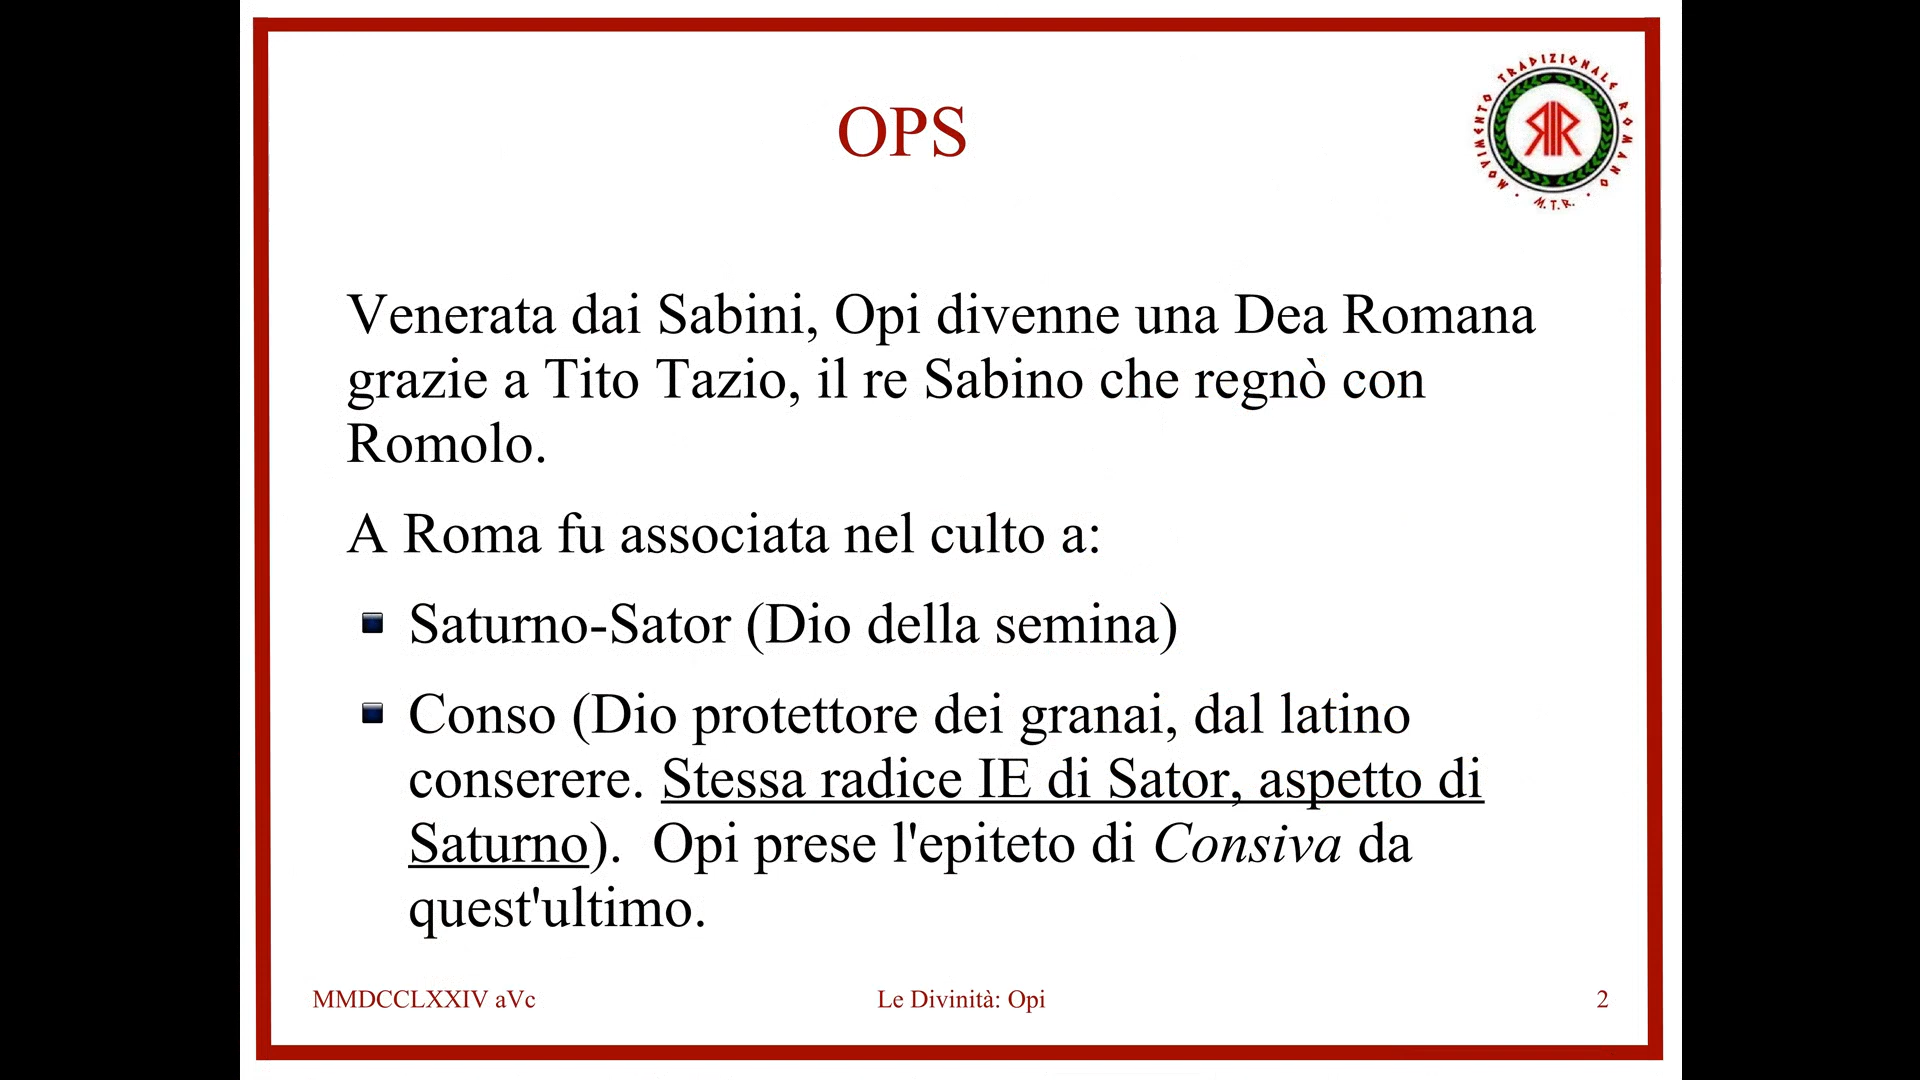 OPS
MOVIMENTO TRADIZIONALE ROMANO
· M.T.R. ·
Venerata dai Sabini, Opi divenne una Dea Romana
grazie a Tito Tazio, il re Sabino che regnò con
Romolo.
A Roma fu associata nel culto a:
Saturno-Sator (Dio della semina)
Conso (Dio protettore dei granai, dal latino
conserere. Stessa radice IE di Sator, aspetto di
Saturno).  Opi prese l'epiteto di Consiva da
quest'ultimo.
MMDCCLXXIV aVc
Le Divinità: Opi
2